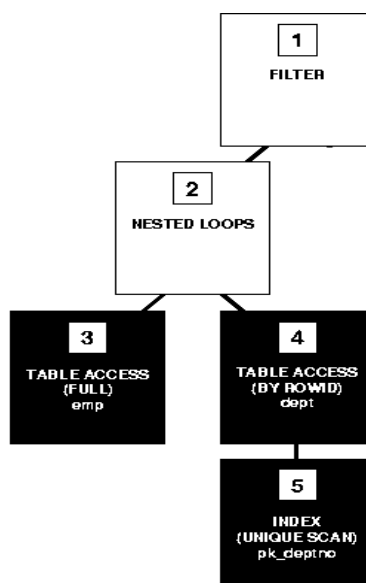 1
FILTER
2
NESTED LOOPS
3
TABLE ACCESS
(FULL)
emp
4
TABLE ACCESS
(BY ROWID)
dept
5
INDEX
(UNIQUE SCAN)
pk_deptno